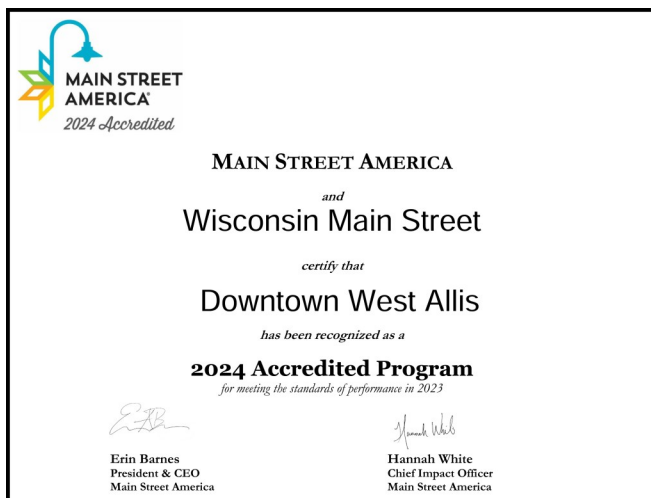 MAIN STREET
AMERICA®
2024 Accredited
MAIN STREET AMERICA
and
Wisconsin Main Street
certify that
Downtown West Allis
has been recognized as a
2024 Accredited Program
for meeting the standards of performance in 2023
Hannah White
Erin Barnes
President & CEO
Main Street America
Hannah White
Chief Impact Officer
Main Street America